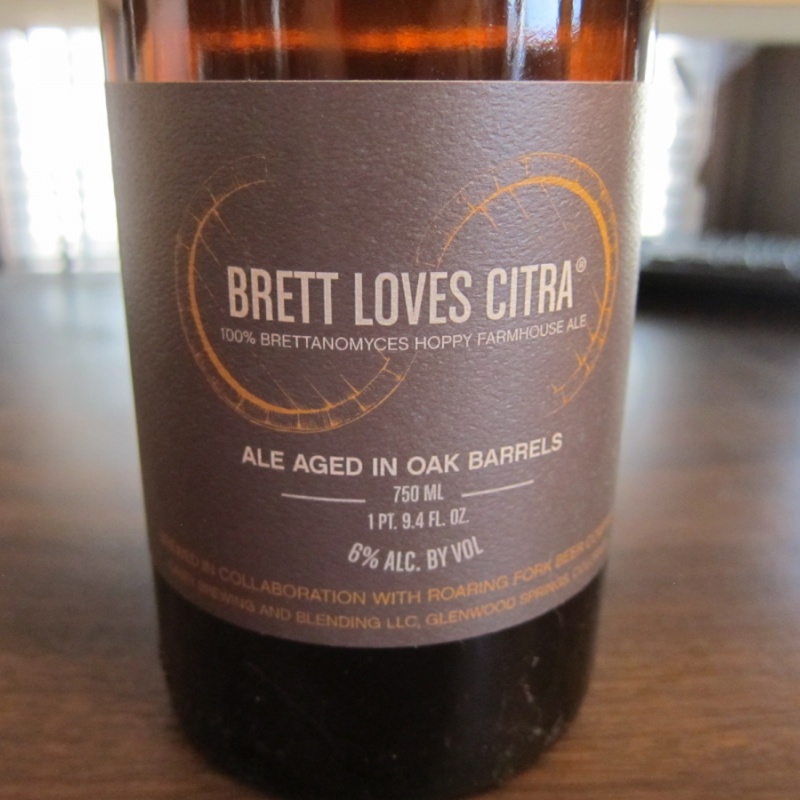 BRETT LOVES CITRA®
100% BRETTANOMYCES HOPPY FARMHOUSE ALE
ALE AGED IN OAK BARRELS
750 ML
1 PT. 9.4 FL. OZ.
6% ALC. BY VOL
IN COLLABORATION WITH ROARING FORK BEER
BREWING AND BLENDING LLC, GLENWOOD SPRINGS,